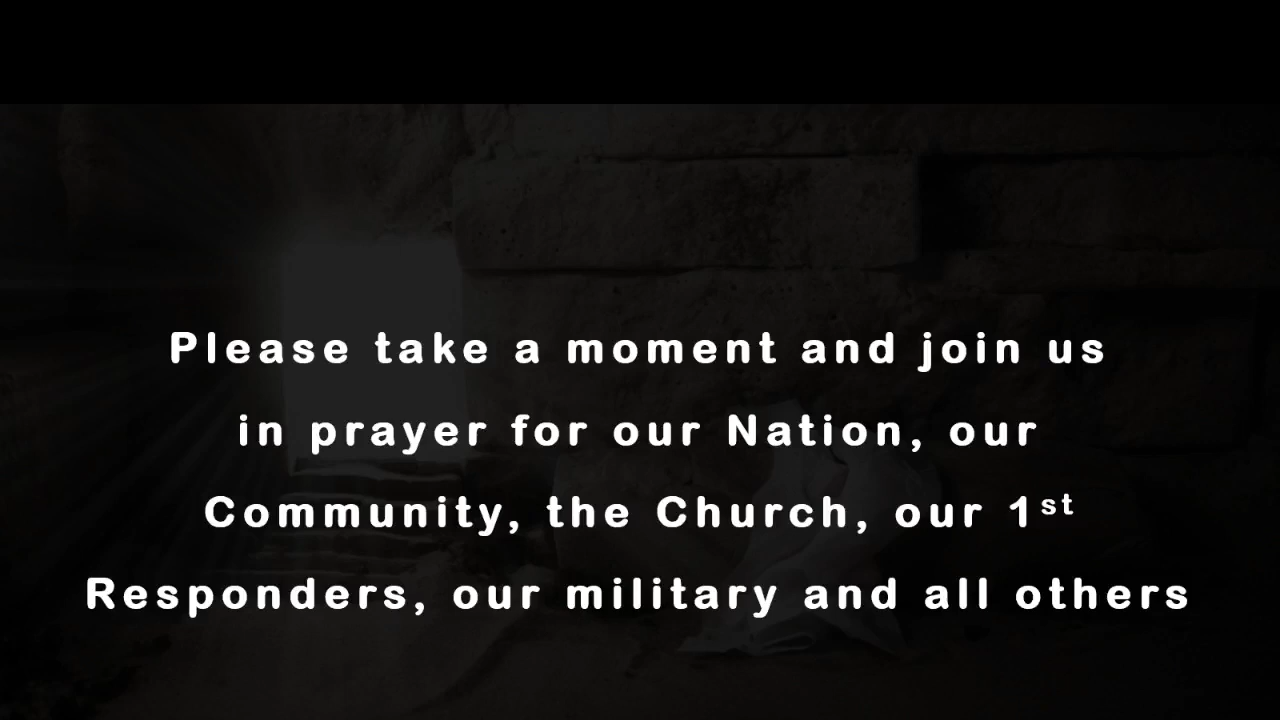 Please take a moment and join us
in prayer for our Nation, our
Community, the Church, our 1st
Responders, our military and all others